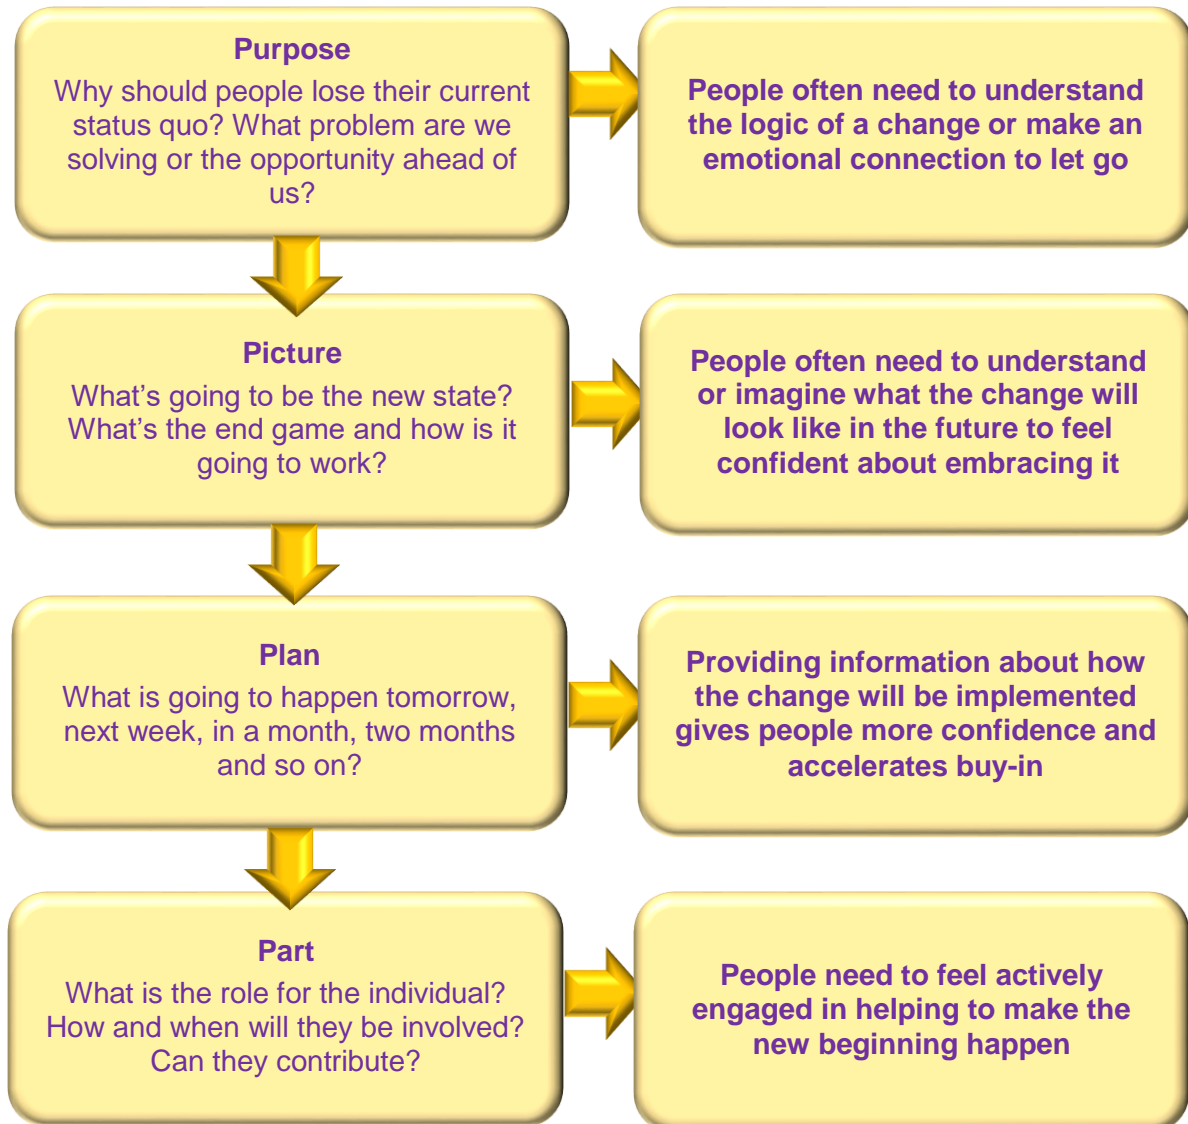 Purpose
Why should people lose their current
status quo? What problem are we
solving or the opportunity ahead of
us?
People often need to understand
the logic of a change or make an
emotional connection to let go
Picture
What’s going to be the new state?
What’s the end game and how is it
going to work?
People often need to understand
or imagine what the change will
look like in the future to feel
confident about embracing it
Plan
What is going to happen tomorrow,
next week, in a month, two months
and so on?
Providing information about how
the change will be implemented
gives people more confidence and
accelerates buy-in
Part
What is the role for the individual?
How and when will they be involved?
Can they contribute?
People need to feel actively
engaged in helping to make the
new beginning happen